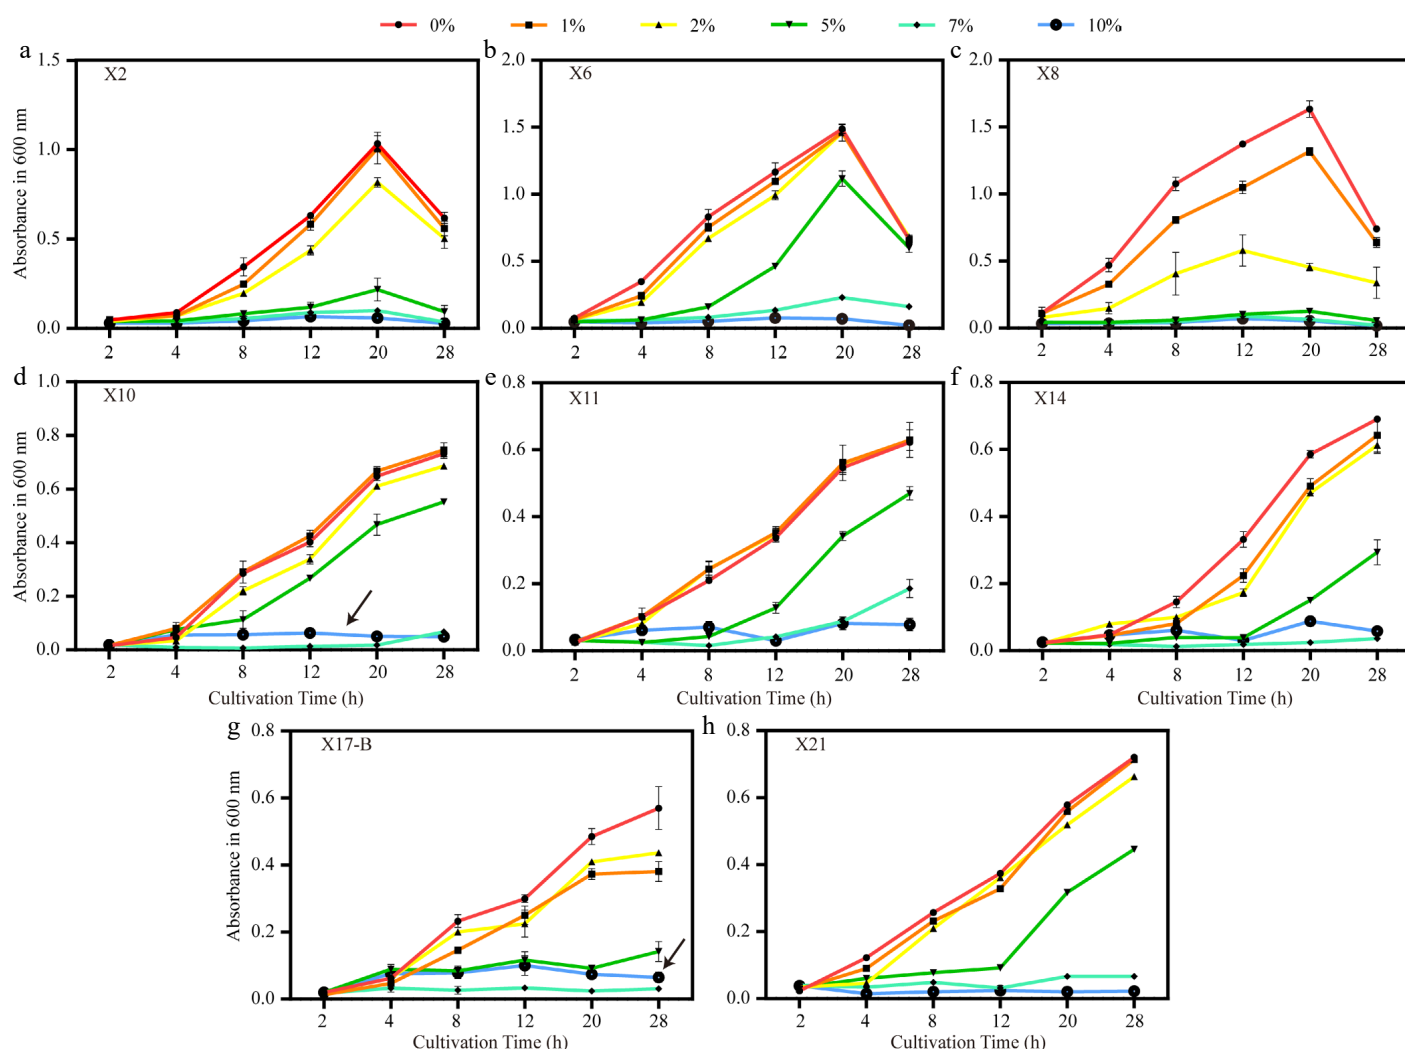 0% 1% 2% 5% 7% 10%
a b c
X2 X6 X8
1.5 2.0 2.0
1.0 1.5 1.5
0.5 1.0 1.0
0.0 0.5 0.5
0.0 0.0
Absorbance in 600 nm
2 4 8 12 20 28 2 4 8 12 20 28 2 4 8 12 20 28
d e f
X10 X11 X14
1.0 0.8 0.8
0.8 0.6 0.6
0.6 0.4 0.4
0.4 0.2 0.2
0.2 0.0 0.0
0.0
Absorbance in 600 nm
2 4 8 12 20 28 2 4 8 12 20 28 2 4 8 12 20 28
Cultivation Time (h) Cultivation Time (h) Cultivation Time (h)
g h
X17-B X21
0.8 0.8
0.6 0.6
0.4 0.4
0.2 0.2
0.0 0.0
Absorbance in 600 nm
2 4 8 12 20 28 2 4 8 12 20 28
Cultivation Time (h) Cultivation Time (h)